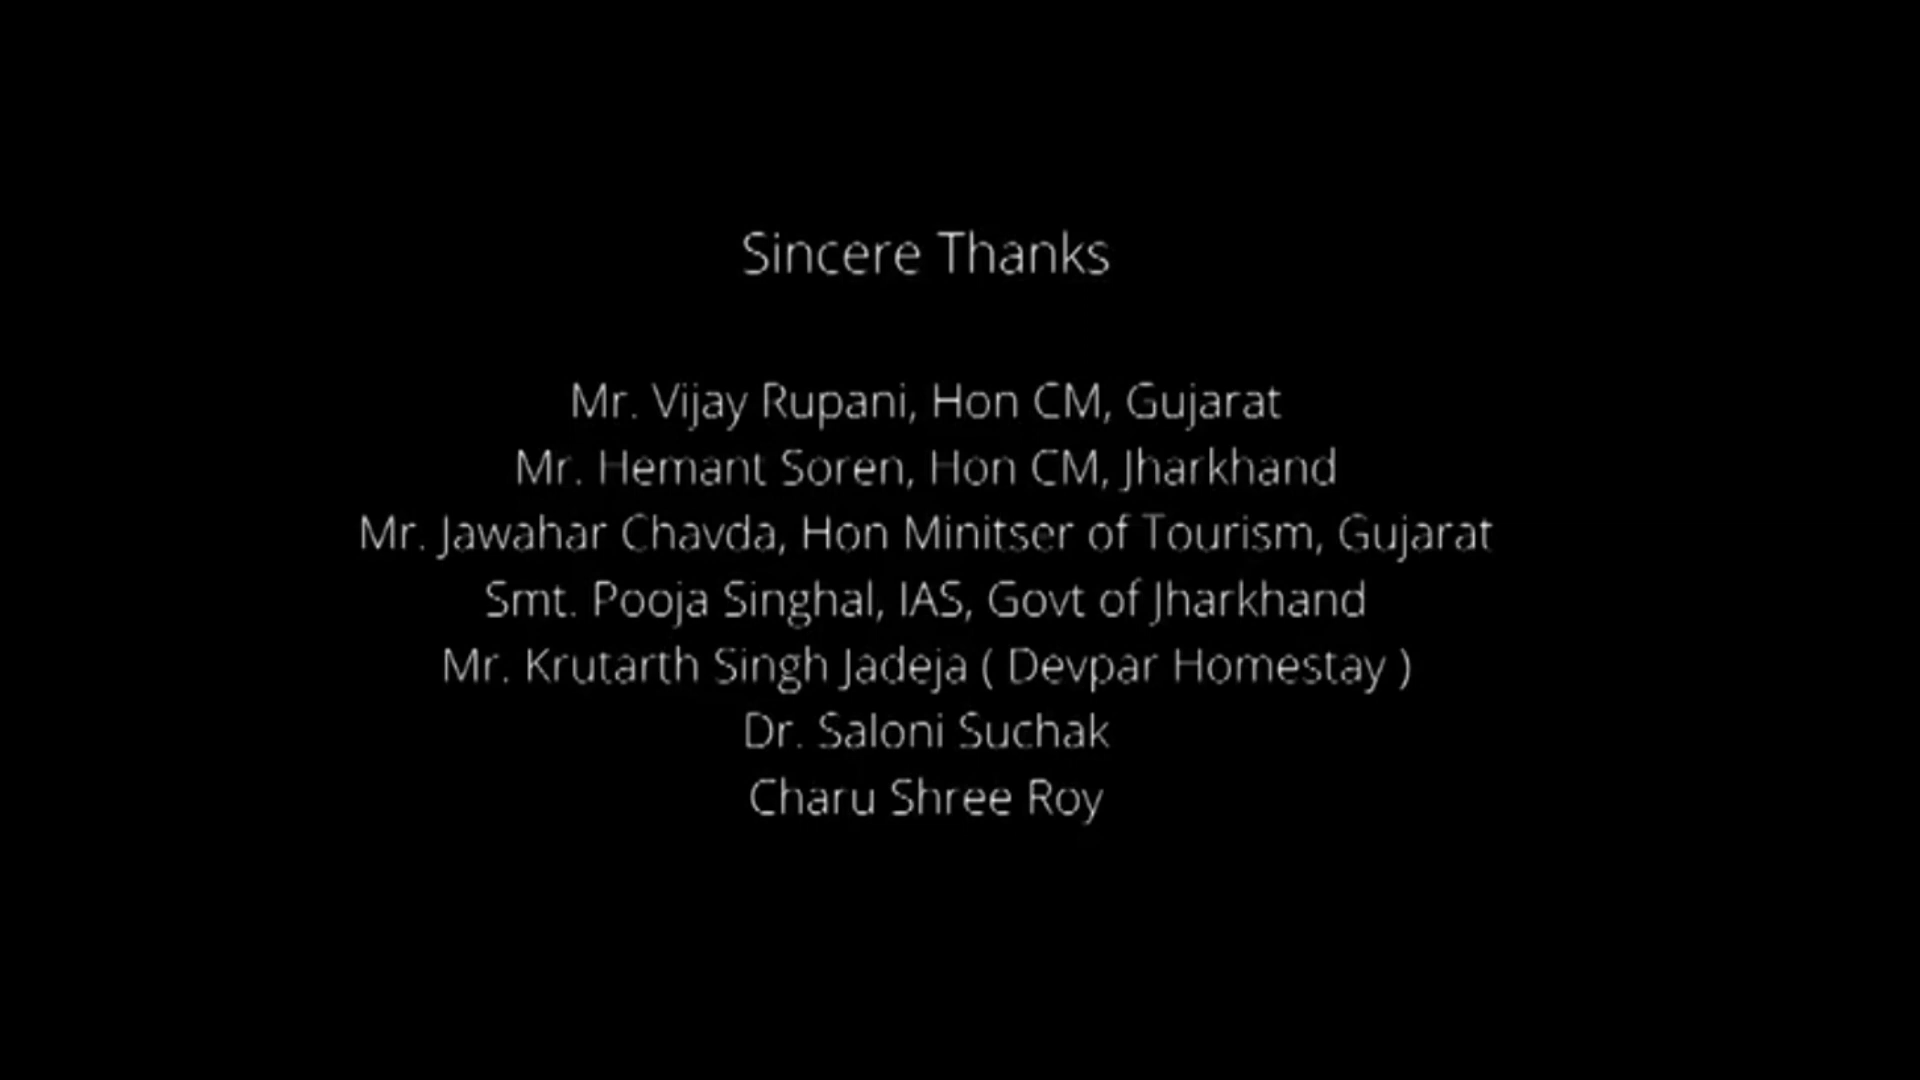 Sincere Thanks
Mr. Vijay Rupani, Hon CM, Gujarat
Mr. Hemant Soren, Hon CM, Jharkhand
Mr. Jawahar Chavda, Hon Minitser of Tourism, Gujarat
Smt. Pooja Singhal, IAS, Govt of Jharkhand
Mr. Krutarth Singh Jadeja ( Devpar Homestay )
Dr. Saloni Suchak
Charu Shree Roy